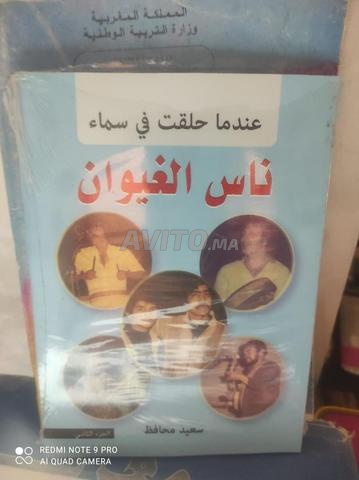 المملكة المغربية
وزارة التربية الوطنية
عندما حلقت في سماء
ناس الغيوان
AVITO.MA
سعيد محافظ
الجزء الثاني
REDMI NOTE 9 PRO
AI QUAD CAMERA